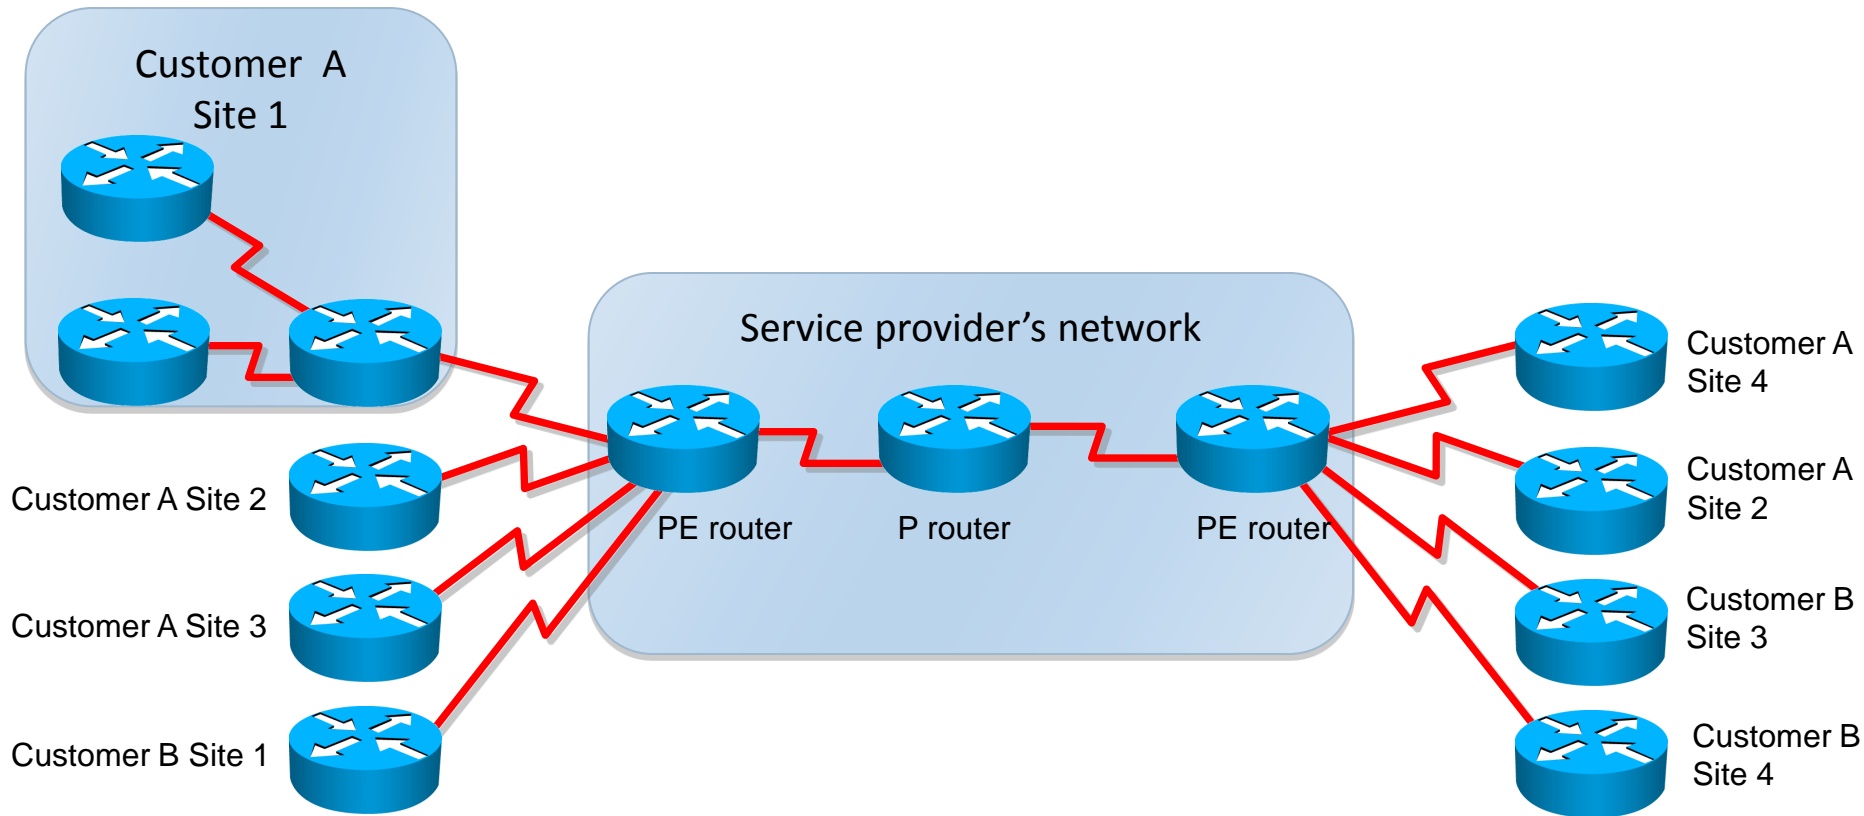 Customer A
Site 1
Service provider’s network
PE router
P router
PE router
Customer A Site 2
Customer A Site 3
Customer B Site 1
Customer A
Site 4
Customer A
Site 2
Customer B
Site 3
Customer B
Site 4